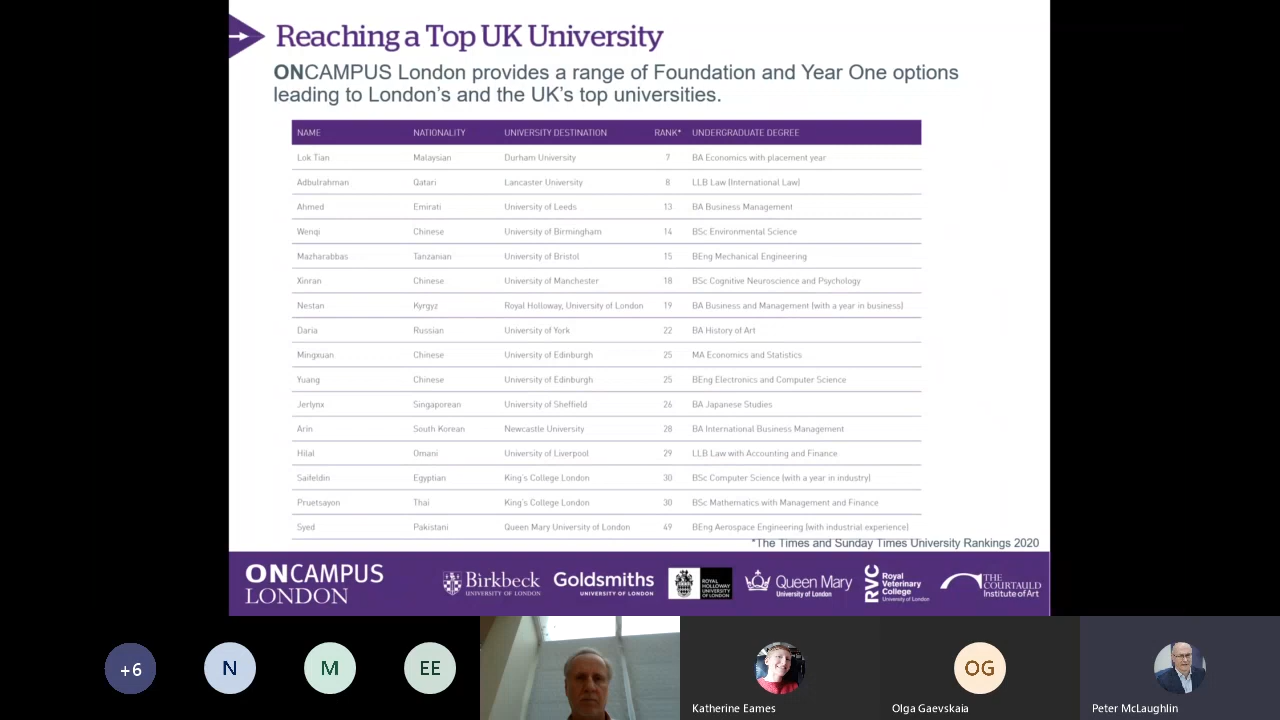 Reaching a Top UK University
ONCAMPUS London provides a range of Foundation and Year One options
leading to London's and the UK's top universities.
NAME NATIONALITY UNIVERSITY DESTINATION RANK* UNDERGRADUATE DEGREE
Lok Tian Malaysian Durham University 7 BA Economics with placement year
Adbulrahman Qatari Lancaster University 8 LLB Law (International Law)
Ahmed Emirati University of Leeds 13 BA Business Management
Wenqi Chinese University of Birmingham 14 BSc Environmental Science
Mazharabbas Tanzanian University of Bristol 15 BEng Mechanical Engineering
Xinran Chinese University of Manchester 18 BSc Cognitive Neuroscience and Psychology
Nestan Kyrgyz Royal Holloway, University of London 19 BA Business and Management (with a year in business)
Daria Russian University of York 22 BA History of Art
Mingxuan Chinese University of Edinburgh 25 MA Economics and Statistics
Yuang Chinese University of Edinburgh 25 BEng Electronics and Computer Science
Jerlynx Singaporean University of Sheffield 26 BA Japanese Studies
Arin South Korean Newcastle University 28 BA International Business Management
Hilal Omani University of Liverpool 29 LLB Law with Accounting and Finance
Saifeldin Egyptian King's College London 30 BSc Computer Science (with a year in industry)
Pruetsayon Thai King's College London 30 BSc Mathematics with Management and Finance
Syed Pakistani Queen Mary University of London 49 BEng Aerospace Engineering (with industrial experience)
*The Times and Sunday Times University Rankings 2020
ONCAMPUS
LONDON
Birkbeck
UNIVERSITY OF LONDON
Goldsmiths
UNIVERSITY OF LONDON
ROYAL
HOLLOWAY
UNIVERSITY
OF LONDON
Queen Mary
University of London
RVC
Royal
Veterinary
College
University of London
THE
COURTAULD
Institute of Art
+6
N
M
EE
OG
Katherine Eames
Olga Gaevskaia
Peter McLaughlin